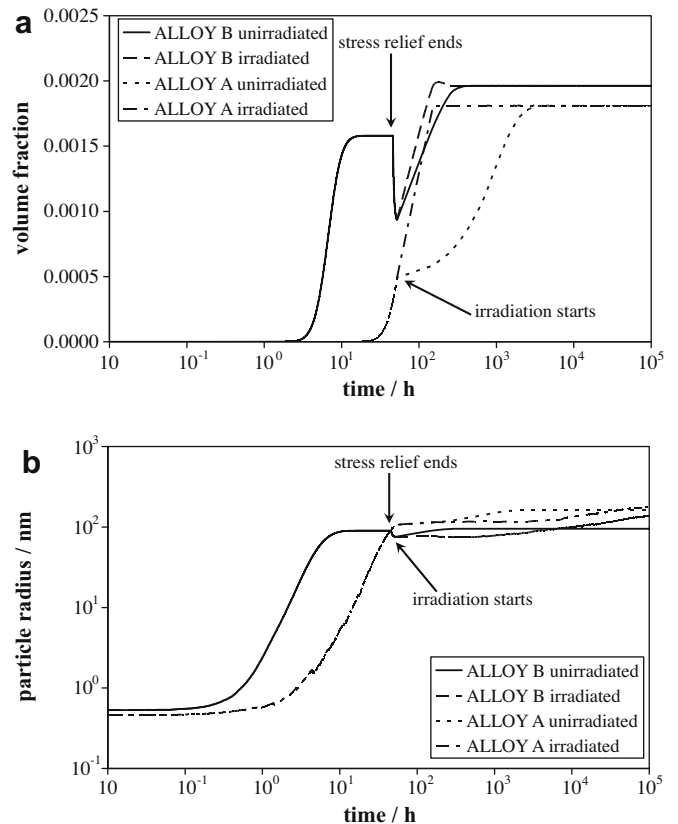 a
0.0025
0.0020
0.0015
0.0010
0.0005
0.0000
volume fraction
ALLOY B unirradiated
ALLOY B irradiated
ALLOY A unirradiated
ALLOY A irradiated
stress relief ends
irradiation starts
10 10⁻¹ 10⁰ 10¹ 10² 10³ 10⁴ 10⁵
time / h
b
10³
10²
10¹
10⁰
10⁻¹
particle radius / nm
stress relief ends
irradiation starts
ALLOY B unirradiated
ALLOY B irradiated
ALLOY A unirradiated
ALLOY A irradiated
10 10⁻¹ 10⁰ 10¹ 10² 10³ 10⁴ 10⁵
time / h